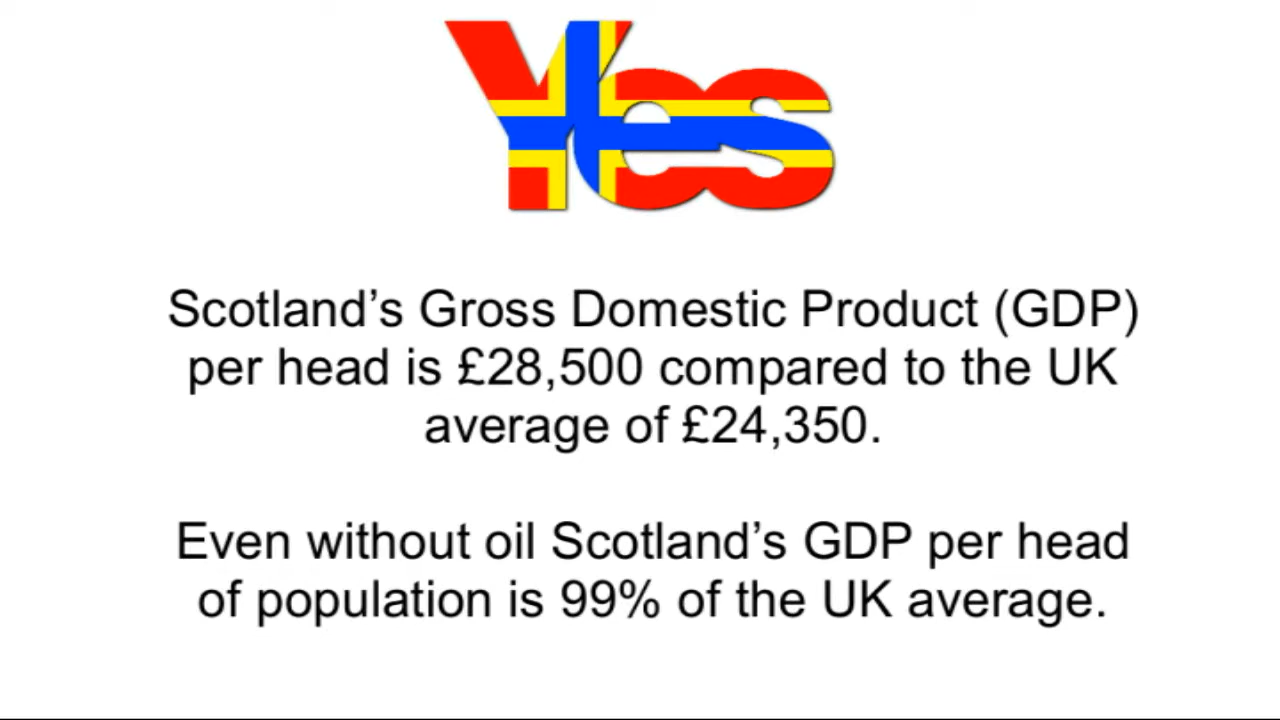 Yes
Scotland’s Gross Domestic Product (GDP)
per head is £28,500 compared to the UK
average of £24,350.
Even without oil Scotland’s GDP per head
of population is 99% of the UK average.